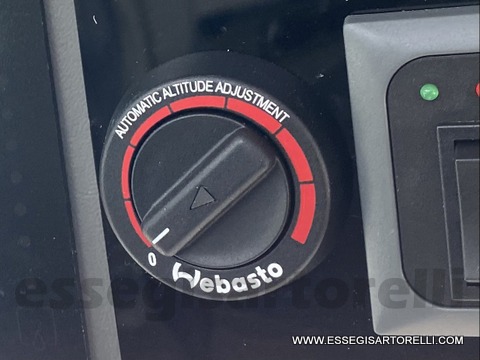 AUTOMATIC ALTITUDE ADJUSTMENT
0
Webasto
essegisartorelli
WWW.ESSEGISARTORELLI.COM